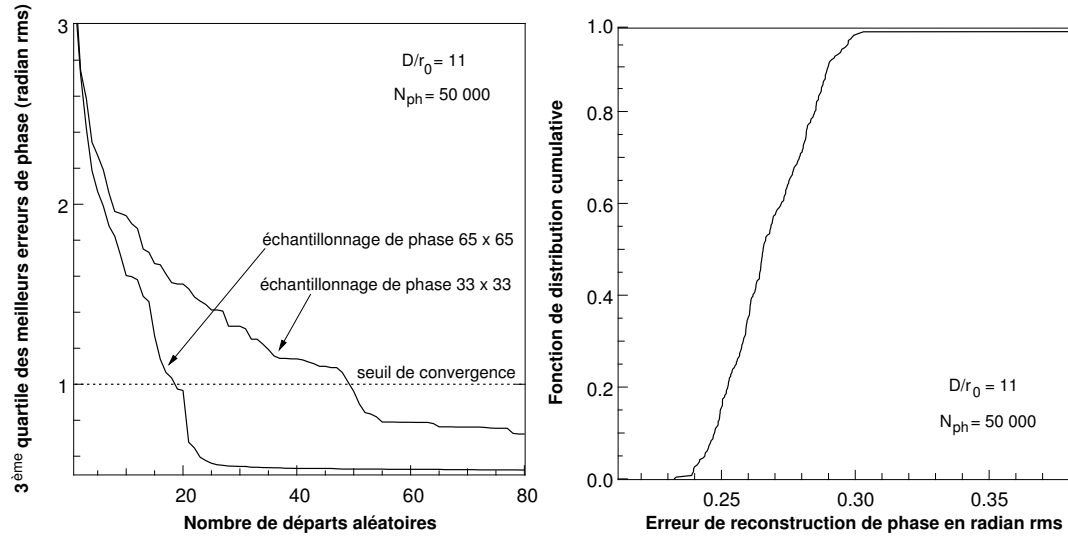 3ème quartile des meilleurs erreurs de phase (radian rms)
3
2
1
D/r0 = 11
Nph = 50 000
échantillonnage de phase 65 x 65
échantillonnage de phase 33 x 33
seuil de convergence
20 40 60 80
Nombre de départs aléatoires
Fonction de distribution cumulative
1.0
0.8
0.6
0.4
0.2
0.0
D/r0 = 11
Nph = 50 000
0.25 0.30 0.35
Erreur de reconstruction de phase en radian rms